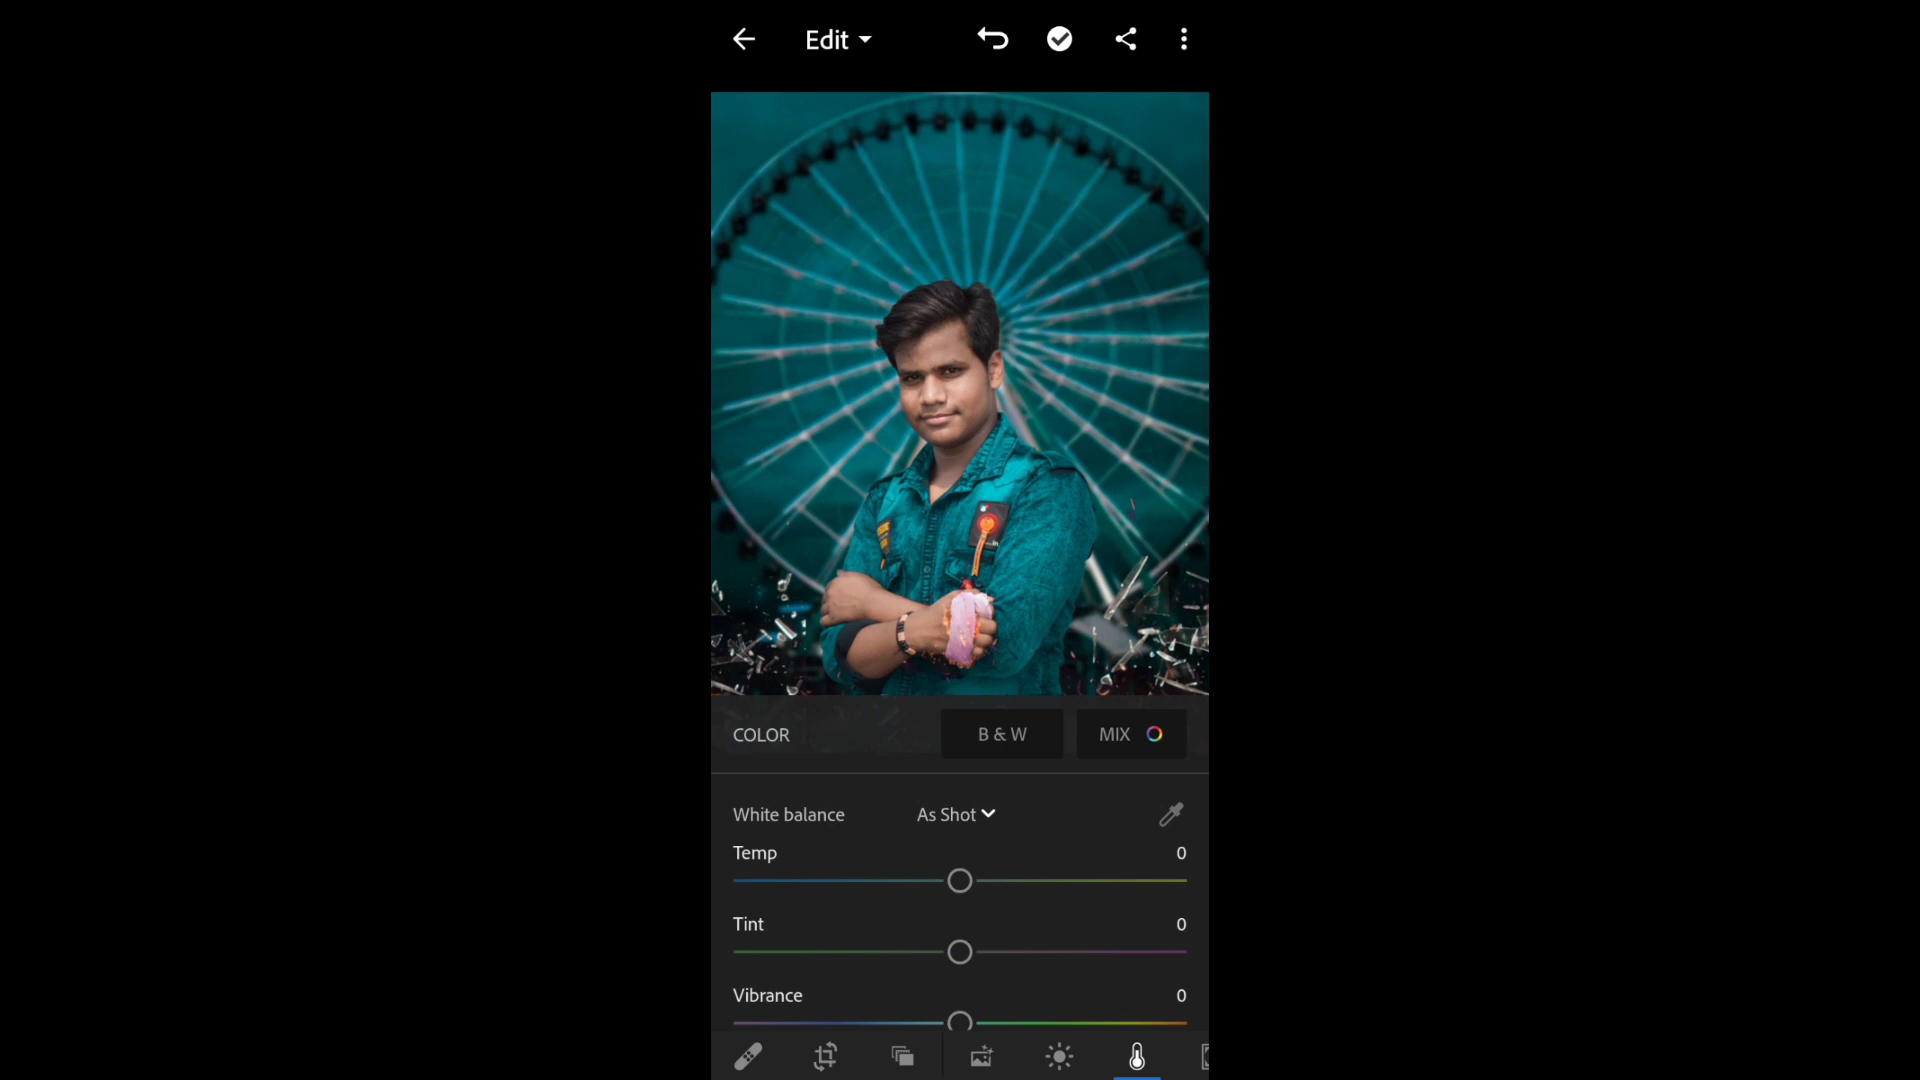 Edit
COLOR
B & W
MIX
White balance
As Shot
Temp
0
Tint
0
Vibrance
0